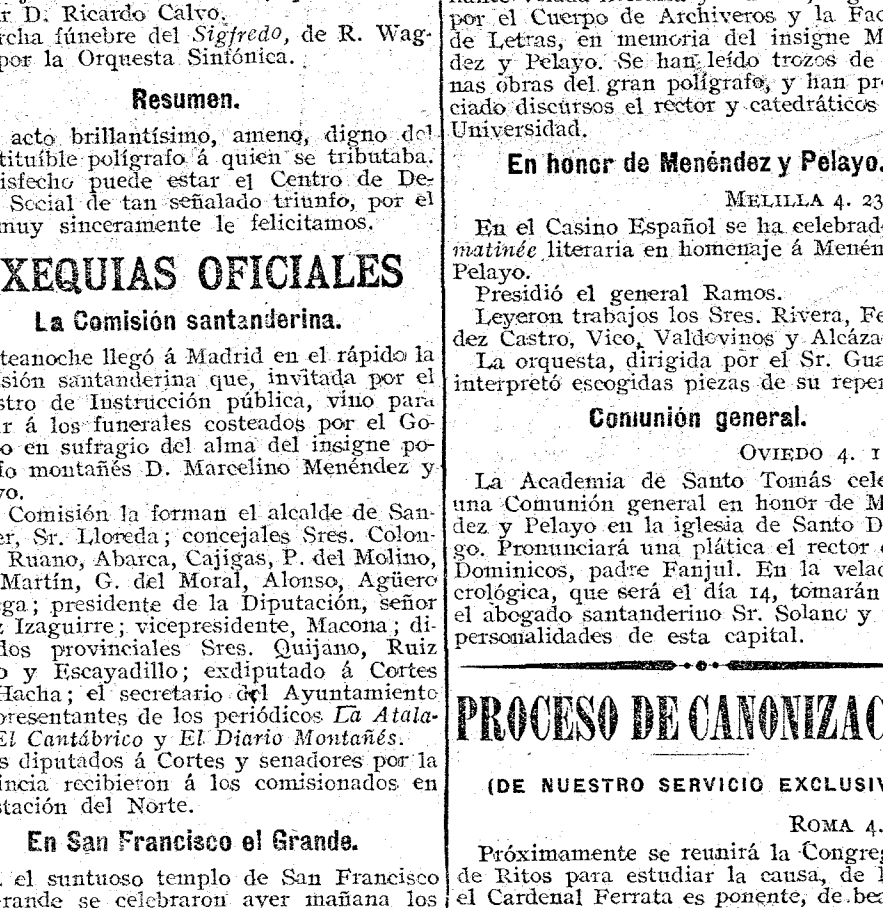 r D. Ricardo Calvo.
rcha fúnebre del Sigfredo, de R. Wag-
por la Orquesta Sinfónica.
Resumen.
acto brillantísimo, ameno, digno del
tituíble polígrafo á quien se tributaba.
isfecho puede estar el Centro de De-
Social de tan señalado triunfo, por el
muy sinceramente le felicitamos.
XEQUIAS OFICIALES
La Comisión santanderina.
teanoche llegó á Madrid en el rápido la
sión santanderina que, invitada por el
stro de Instrucción pública, vino para
r á los funerales costeados por el Go-
o en sufragio del alma del insigne po-
fo montañés D. Marcelino Menéndez y
yo.
Comisión la forman el alcalde de San-
er, Sr. Lloreda; concejales Sres. Colon-
Ruano, Abarca, Cajigas, P. del Molino,
Martín, G. del Moral, Alonso, Agüero
ga; presidente de la Diputación, señor
z Izaguirre; vicepresidente, Macona; di-
dos provinciales Sres. Quijano, Ruiz
o y Escayadillo; exdiputado á Cortes
Hacha; el secretario del Ayuntamiento
presentantes de los periódicos La Atala-
El Cantábrico y El Diario Montañés.
s diputados á Cortes y senadores por la
incia recibieron á los comisionados en
stación del Norte.
En San Francisco el Grande.
el suntuoso templo de San Francisco
rande se celebraron ayer mañana los
por el Cuerpo de Archiveros y la Fac
de Letras, en memoria del insigne M
dez y Pelayo. Se han leído trozos de
nas obras del gran polígrafo, y han pr
ciado discursos el rector y catedráticos
Universidad.
En honor de Menéndez y Pelayo.
MELILLA 4. 23
En el Casino Español se ha celebrad
matinée literaria en homenaje á Menén
Pelayo.
Presidió el general Ramos.
Leyeron trabajos los Sres. Rivera, Fe
dez Castro, Vico, Valdovinos y Alcáza
La orquesta, dirigida por el Sr. Gua
interpretó escogidas piezas de su reper
Comunión general.
OVIEDO 4. 1
La Academia de Santo Tomás cele
una Comunión general en honor de M
dez y Pelayo en la iglesia de Santo D
go. Pronunciará una plática el rector
Dominicos, padre Fanjul. En la velad
crológica, que será el día 14, tomarán
el abogado santanderino Sr. Solano y
personalidades de esta capital.
PROCESO DE CANONIZAC
(DE NUESTRO SERVICIO EXCLUSIV
ROMA 4.
Próximamente se reunirá la Congreg
de Ritos para estudiar la causa, de l
el Cardenal Ferrata es ponente, de be